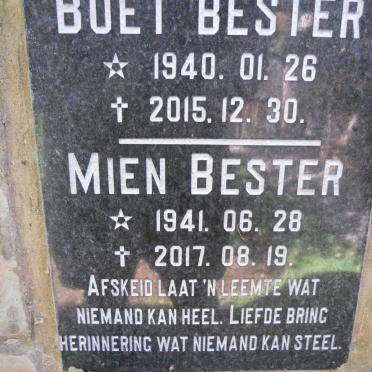 BOET BESTER
☆ 1940. 01. 26
✝ 2015. 12. 30.
MIEN BESTER
☆ 1941. 06. 28
✝ 2017. 08. 19.
AFSKEID LAAT 'N LEEMTE WAT
NIEMAND KAN HEEL. LIEFDE BRING
HERINNERING WAT NIEMAND KAN STEEL.